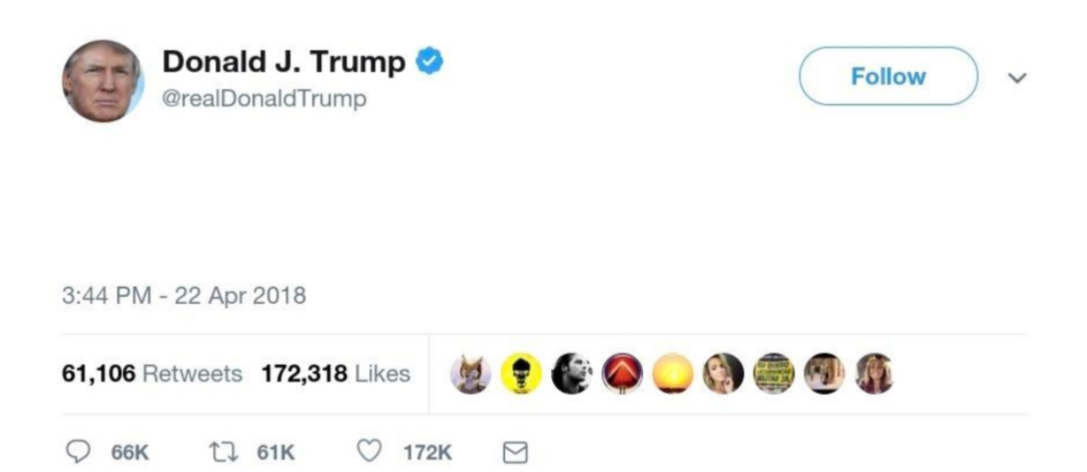 Donald J. Trump
@realDonaldTrump
Follow
3:44 PM - 22 Apr 2018
61,106 Retweets 172,318 Likes
66K 61K 172K